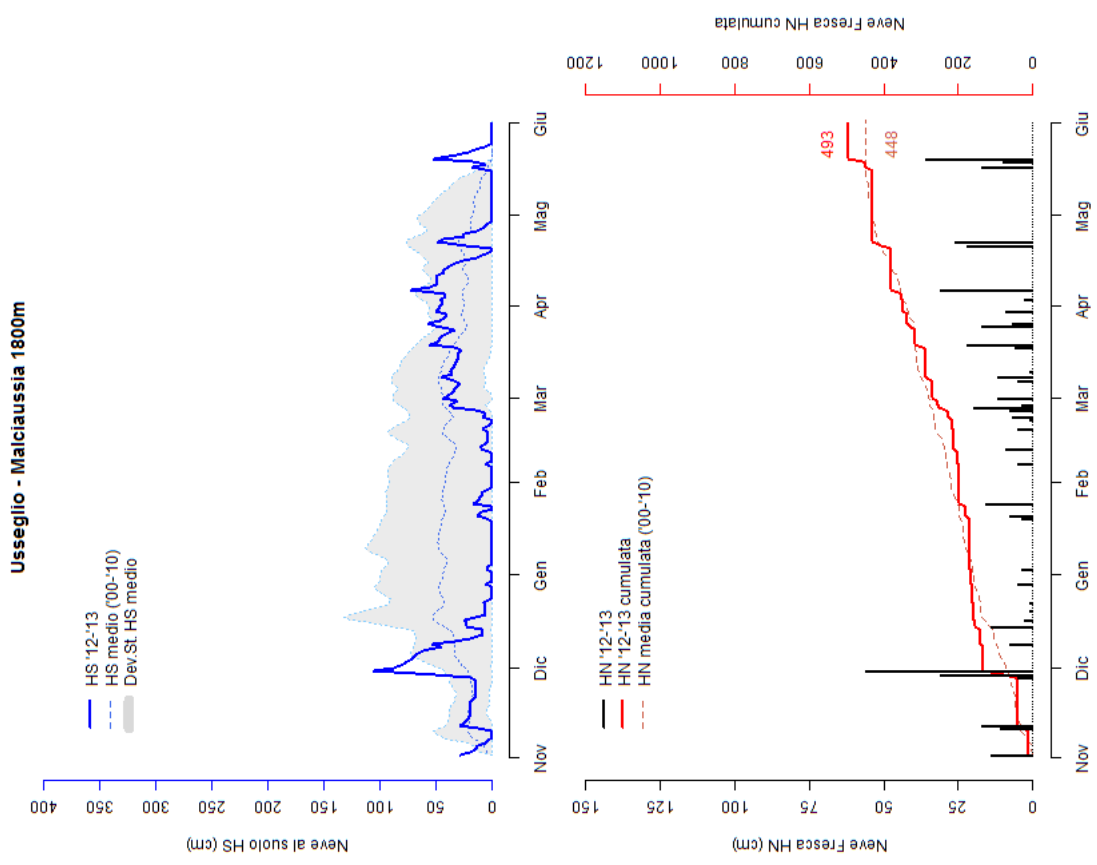 Usseglio - Malciaussia 1800m
HS '12-'13
HS medio ('00-'10)
Dev.St. HS medio
Neve al suolo HS (cm)
400
350
300
250
200
150
100
50
0
Nov
Dic
Gen
Feb
Mar
Apr
Mag
Giu
HN '12-'13
HN '12-'13 cumulata
HN media cumulata ('00-'10)
Neve Fresca HN (cm)
150
125
100
75
50
25
0
Nov
Dic
Gen
Feb
Mar
Apr
Mag
Giu
493
448
1200
1000
800
600
400
200
0
Neve Fresca HN cumulata